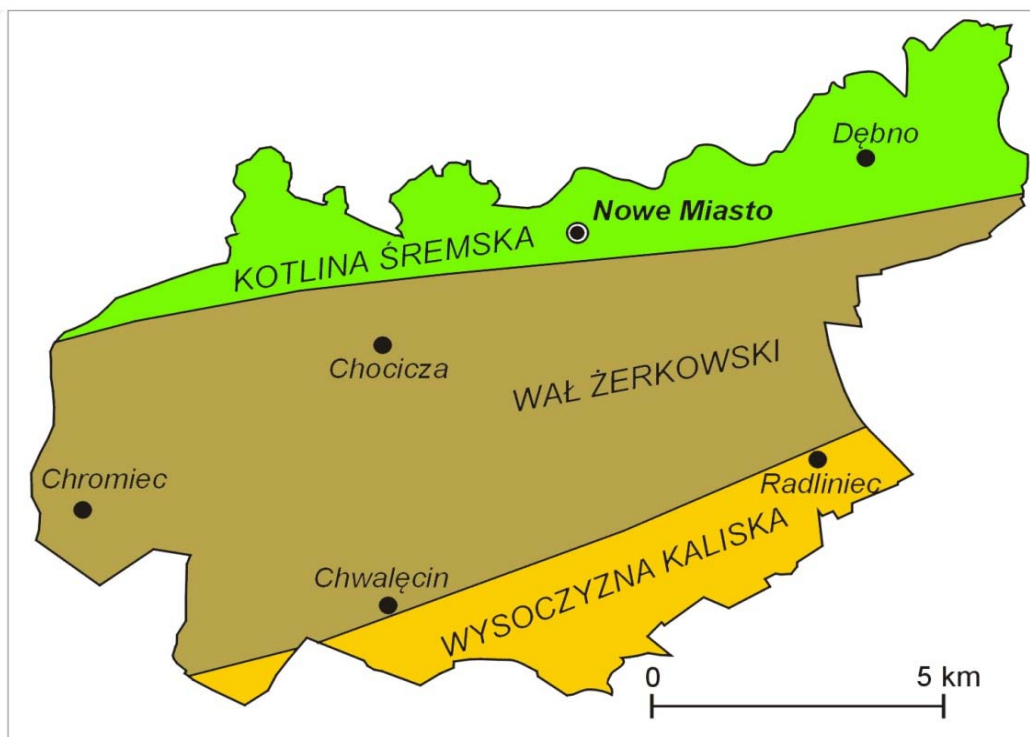 Dębno
Nowe Miasto
KOTLINA ŚREMSKA
Chocicza
WAŁ ŻERKOWSKI
Chromiec
Radliniec
Chwalęcin
WYSOCZYZNA KALISKA
0 5 km